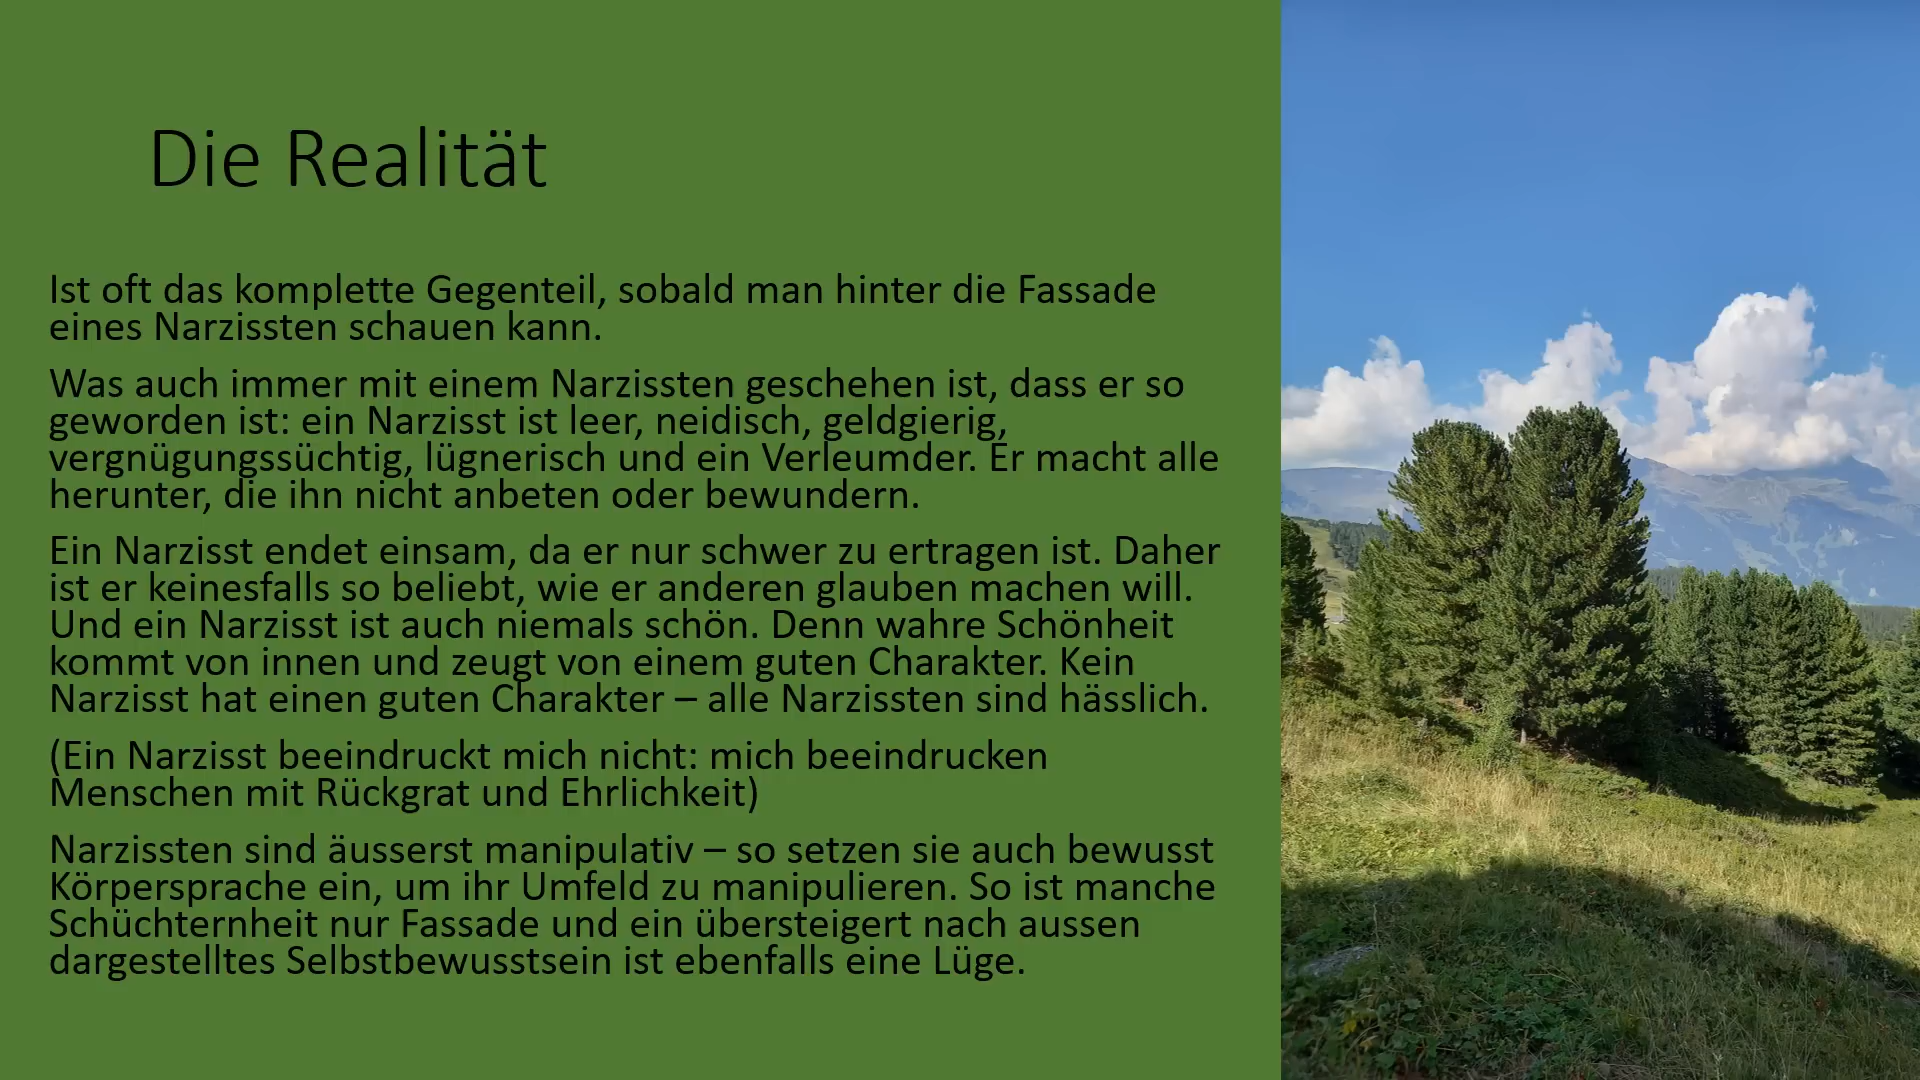 Die Realität
Ist oft das komplette Gegenteil, sobald man hinter die Fassade
eines Narzissten schauen kann.
Was auch immer mit einem Narzissten geschehen ist, dass er so
geworden ist: ein Narzisst ist leer, neidisch, geldgierig,
vergnügungssüchtig, lügnerisch und ein Verleumder. Er macht alle
herunter, die ihn nicht anbeten oder bewundern.
Ein Narzisst endet einsam, da er nur schwer zu ertragen ist. Daher
ist er keinesfalls so beliebt, wie er anderen glauben machen will.
Und ein Narzisst ist auch niemals schön. Denn wahre Schönheit
kommt von innen und zeugt von einem guten Charakter. Kein
Narzisst hat einen guten Charakter – alle Narzissten sind hässlich.
(Ein Narzisst beeindruckt mich nicht: mich beeindrucken
Menschen mit Rückgrat und Ehrlichkeit)
Narzissten sind äusserst manipulativ – so setzen sie auch bewusst
Körpersprache ein, um ihr Umfeld zu manipulieren. So ist manche
Schüchternheit nur Fassade und ein übersteigert nach aussen
dargestelltes Selbstbewusstsein ist ebenfalls eine Lüge.